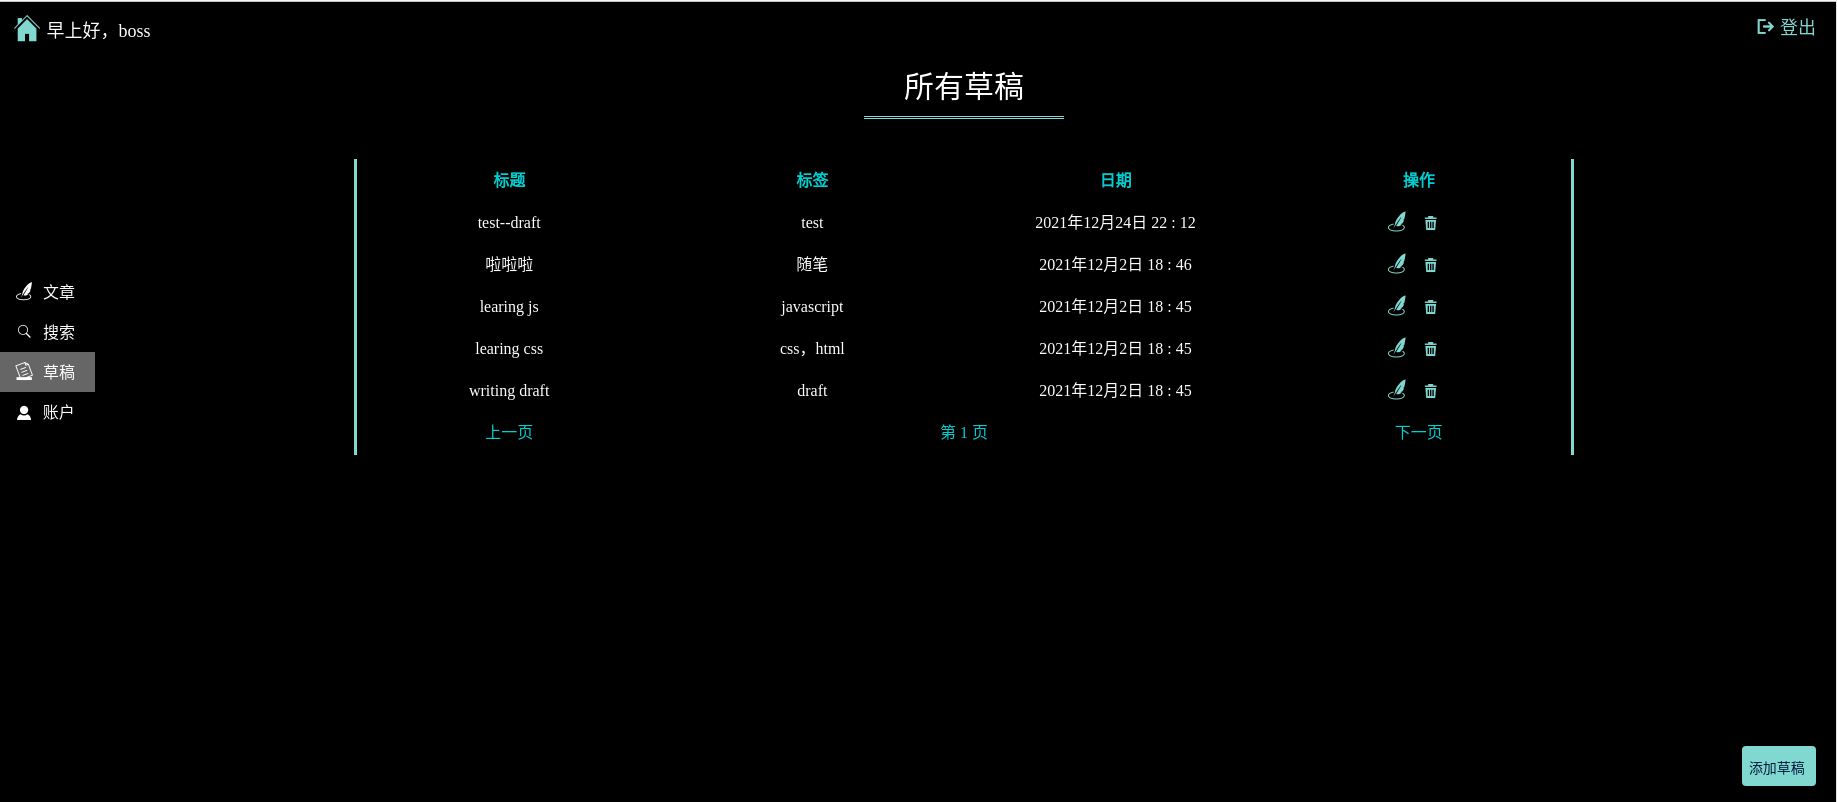 早上好，boss
登出
所有草稿
标题 标签 日期 操作
test--draft test 2021年12月24日 22 : 12
啦啦啦 随笔 2021年12月2日 18 : 46
learing js javascript 2021年12月2日 18 : 45
learing css css，html 2021年12月2日 18 : 45
writing draft draft 2021年12月2日 18 : 45
上一页 第 1 页 下一页
文章
搜索
草稿
账户
添加草稿